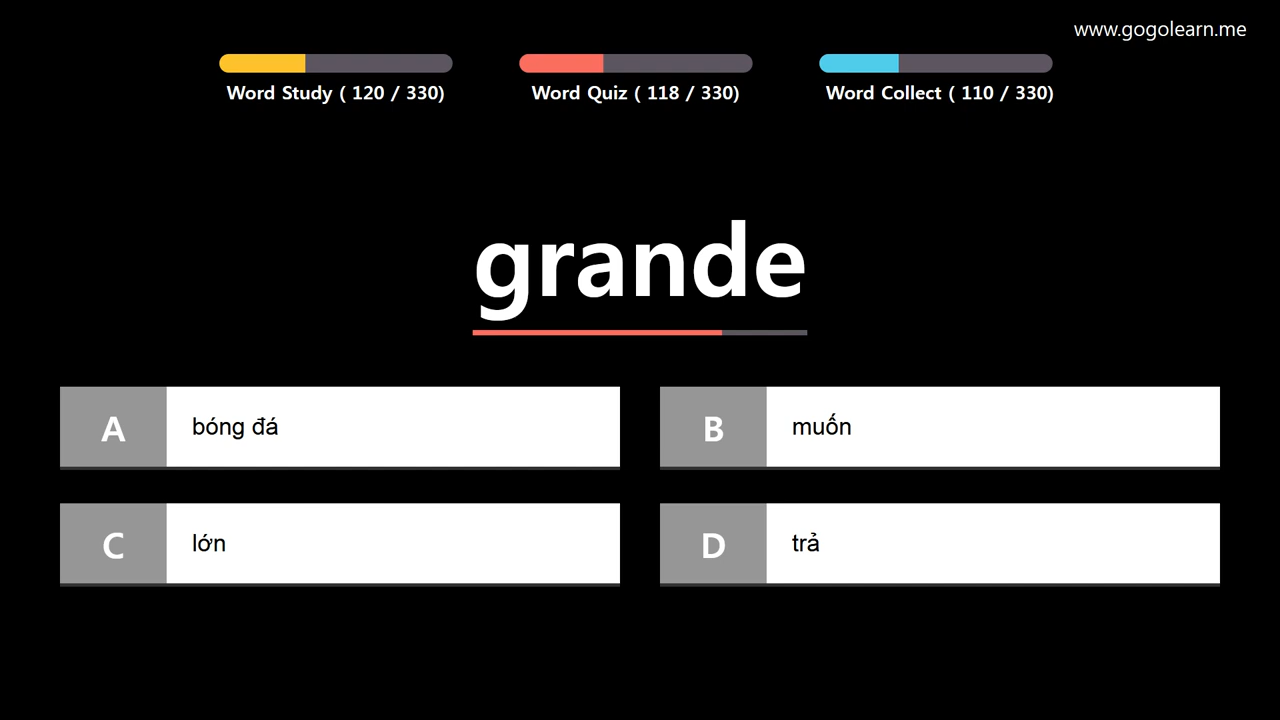 www.gogolearn.me
Word Study ( 120 / 330)
Word Quiz ( 118 / 330)
Word Collect ( 110 / 330)
grande
A
bóng đá
B
muốn
C
lớn
D
trả